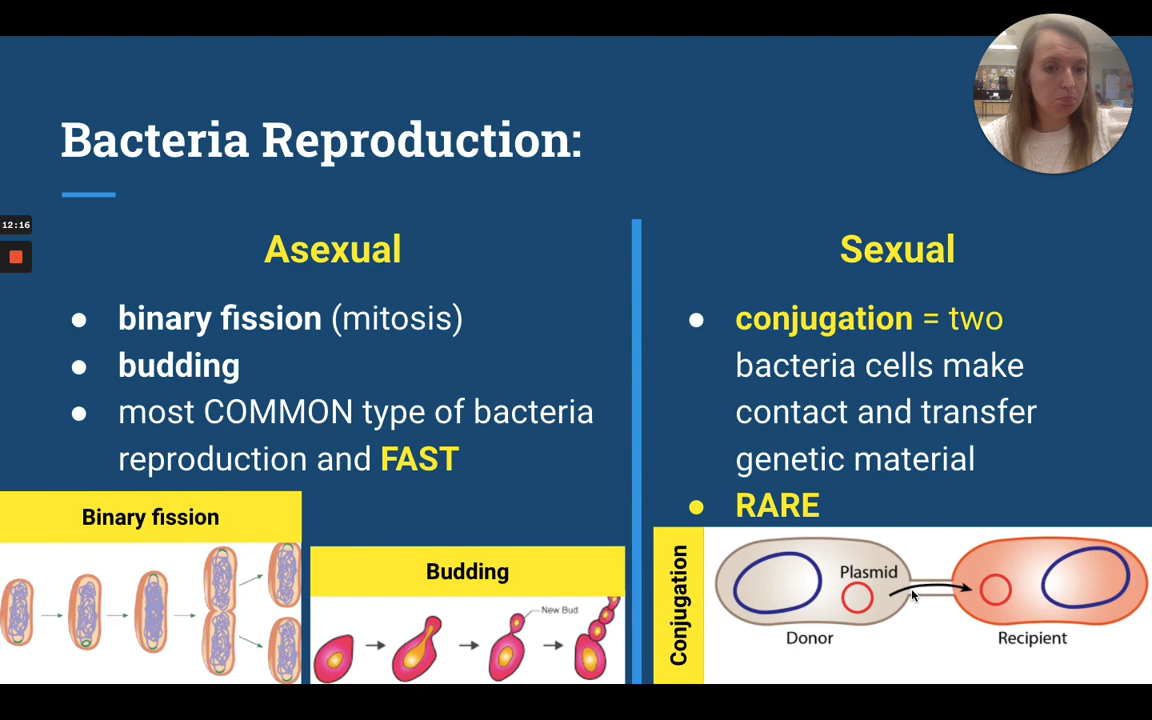 Bacteria Reproduction:
12:16
Asexual
● binary fission (mitosis)
● budding
● most COMMON type of bacteria
reproduction and FAST
Sexual
● conjugation = two
bacteria cells make
contact and transfer
genetic material
● RARE
Binary fission
Budding
New Bud
Conjugation
Plasmid
Donor
Recipient